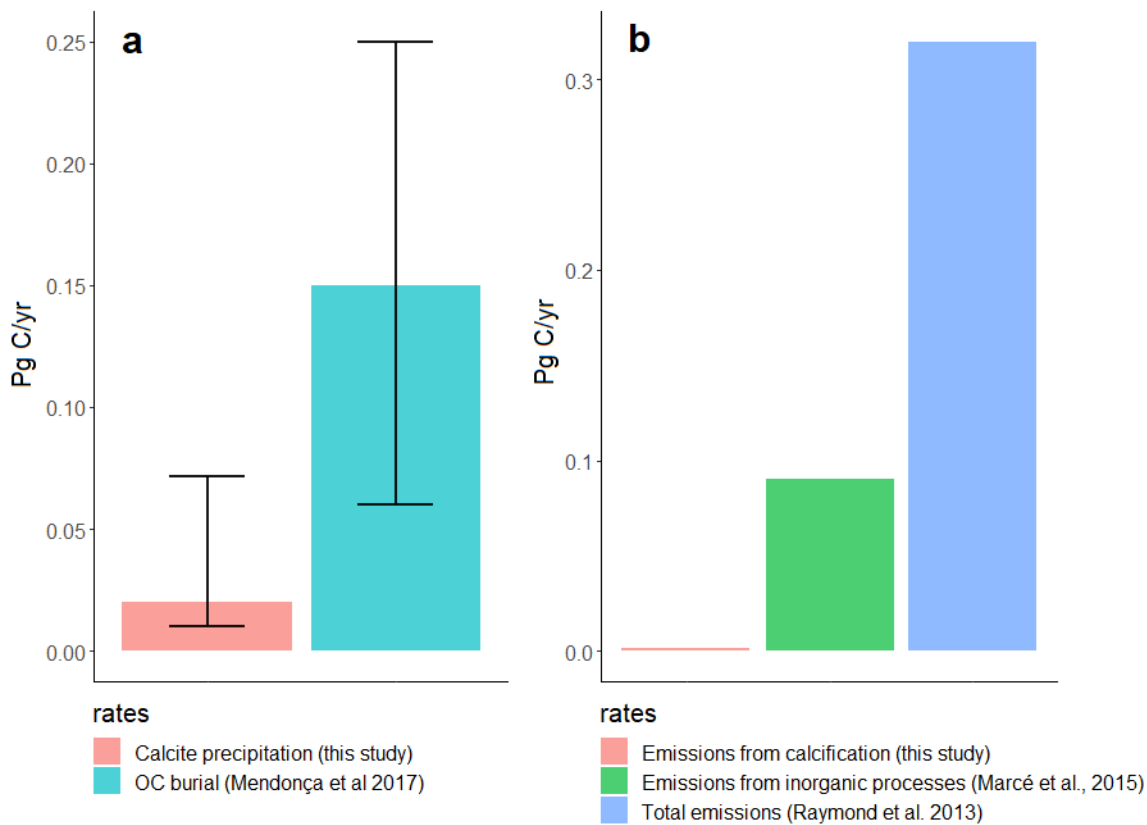 a
Pg C/yr
0.25
0.20
0.15
0.10
0.05
0.00
rates
Calcite precipitation (this study)
OC burial (Mendonça et al 2017)
b
Pg C/yr
0.3
0.2
0.1
0.0
rates
Emissions from calcification (this study)
Emissions from inorganic processes (Marcé et al., 2015)
Total emissions (Raymond et al. 2013)